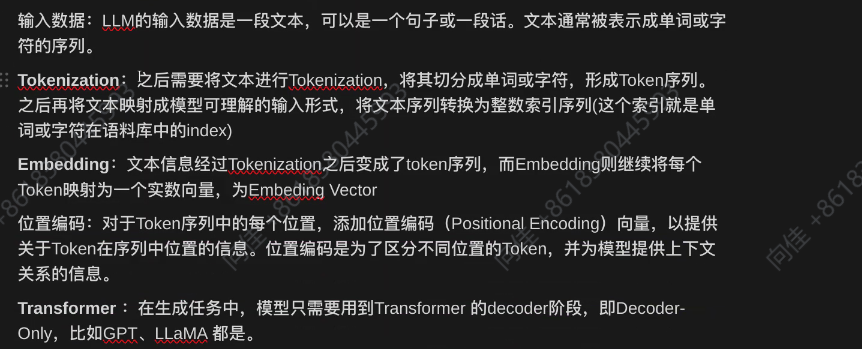 输入数据：LLM的输入数据是一段文本，可以是一个句子或一段话。文本通常被表示成单词或字
符的序列。
Tokenization：之后需要将文本进行Tokenization，将其切分成单词或字符，形成Token序列。
之后再将文本映射成模型可理解的输入形式，将文本序列转换为整数索引序列(这个索引就是单
词或字符在语料库中的index)
Embedding：文本信息经过Tokenization之后变成了token序列，而Embedding则继续将每个
Token映射为一个实数向量，为Embeding Vector
位置编码：对于Token序列中的每个位置，添加位置编码（Positional Encoding）向量，以提供
关于Token在序列中位置的信息。位置编码是为了区分不同位置的Token，并为模型提供上下文
关系的信息。
Transformer ：在生成任务中，模型只需要用到Transformer 的decoder阶段，即Decoder-
Only，比如GPT、LLaMA 都是。